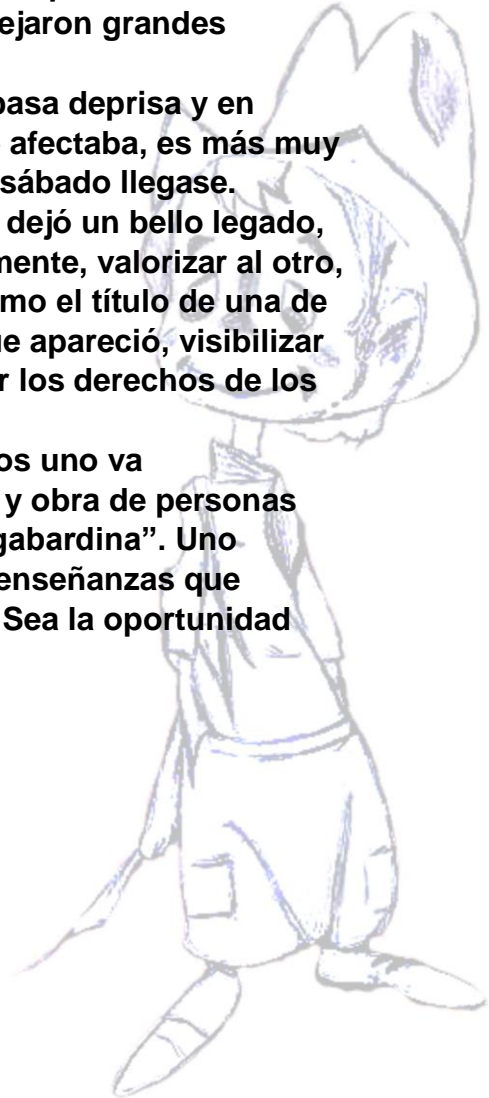 ejaron grandes
basa deprisa y en
afectaba, es más muy
sábado llegase.
dejó un bello legado,
mente, valorizar al otro,
mo el título de una de
ue apareció, visibilizar
r los derechos de los
os uno va
y obra de personas
gabardina”. Uno
enseñanzas que
Sea la oportunidad